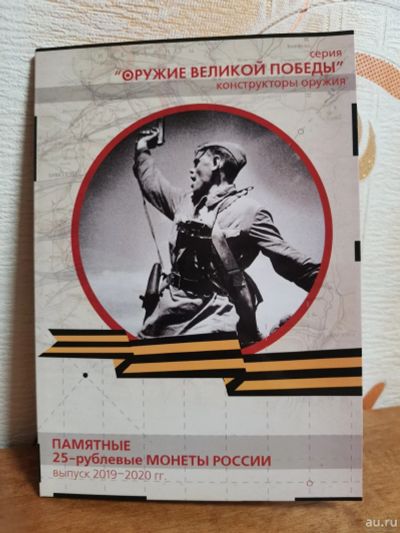 серия
"ОРУЖИЕ ВЕЛИКОЙ ПОБЕДЫ"
конструкторы оружия
ПАМЯТНЫЕ
25-рублевые МОНЕТЫ РОССИИ
выпуск 2019-2020 гг.
au.ru